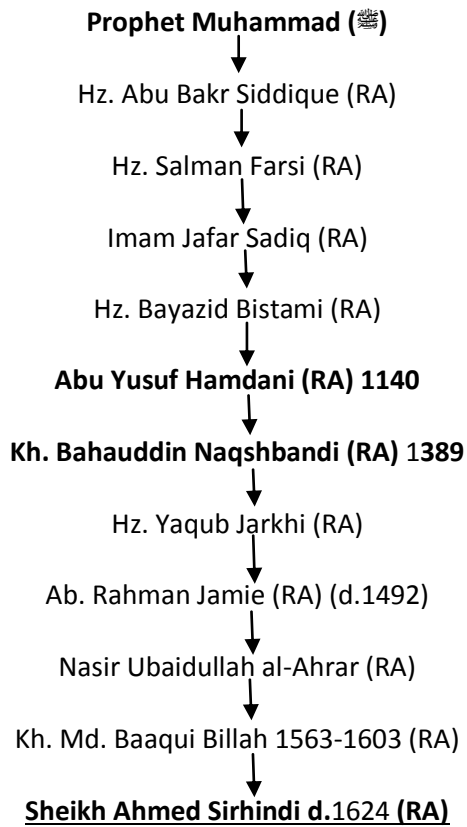 Prophet Muhammad (ﷺ)
Hz. Abu Bakr Siddique (RA)
Hz. Salman Farsi (RA)
Imam Jafar Sadiq (RA)
Hz. Bayazid Bistami (RA)
Abu Yusuf Hamdani (RA) 1140
Kh. Bahauddin Naqshbandi (RA) 1389
Hz. Yaqub Jarkhi (RA)
Ab. Rahman Jamie (RA) (d.1492)
Nasir Ubaidullah al-Ahrar (RA)
Kh. Md. Baaqui Billah 1563-1603 (RA)
Sheikh Ahmed Sirhindi d.1624 (RA)